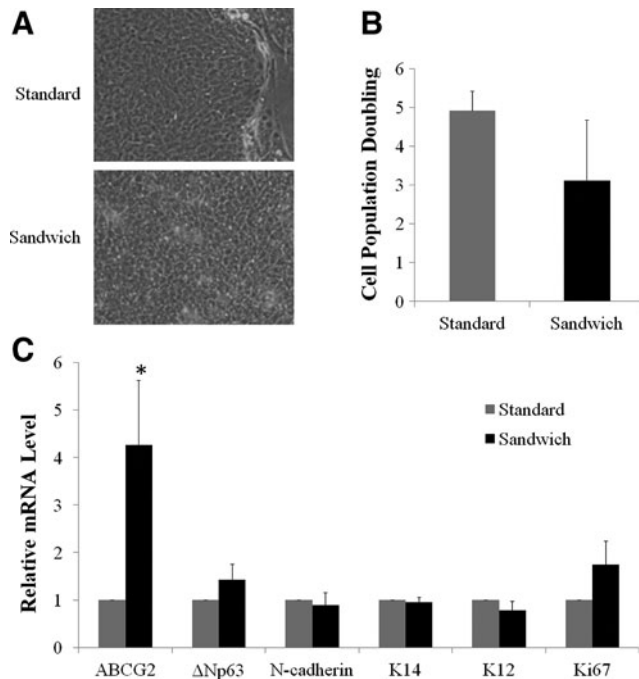 A
Standard
Sandwich
B
Cell Population Doubling
6
5
4
3
2
1
0
Standard Sandwich
C
Relative mRNA Level
6
5
4
3
2
1
0
*
Standard
Sandwich
ABCG2 ΔNp63 N-cadherin K14 K12 Ki67